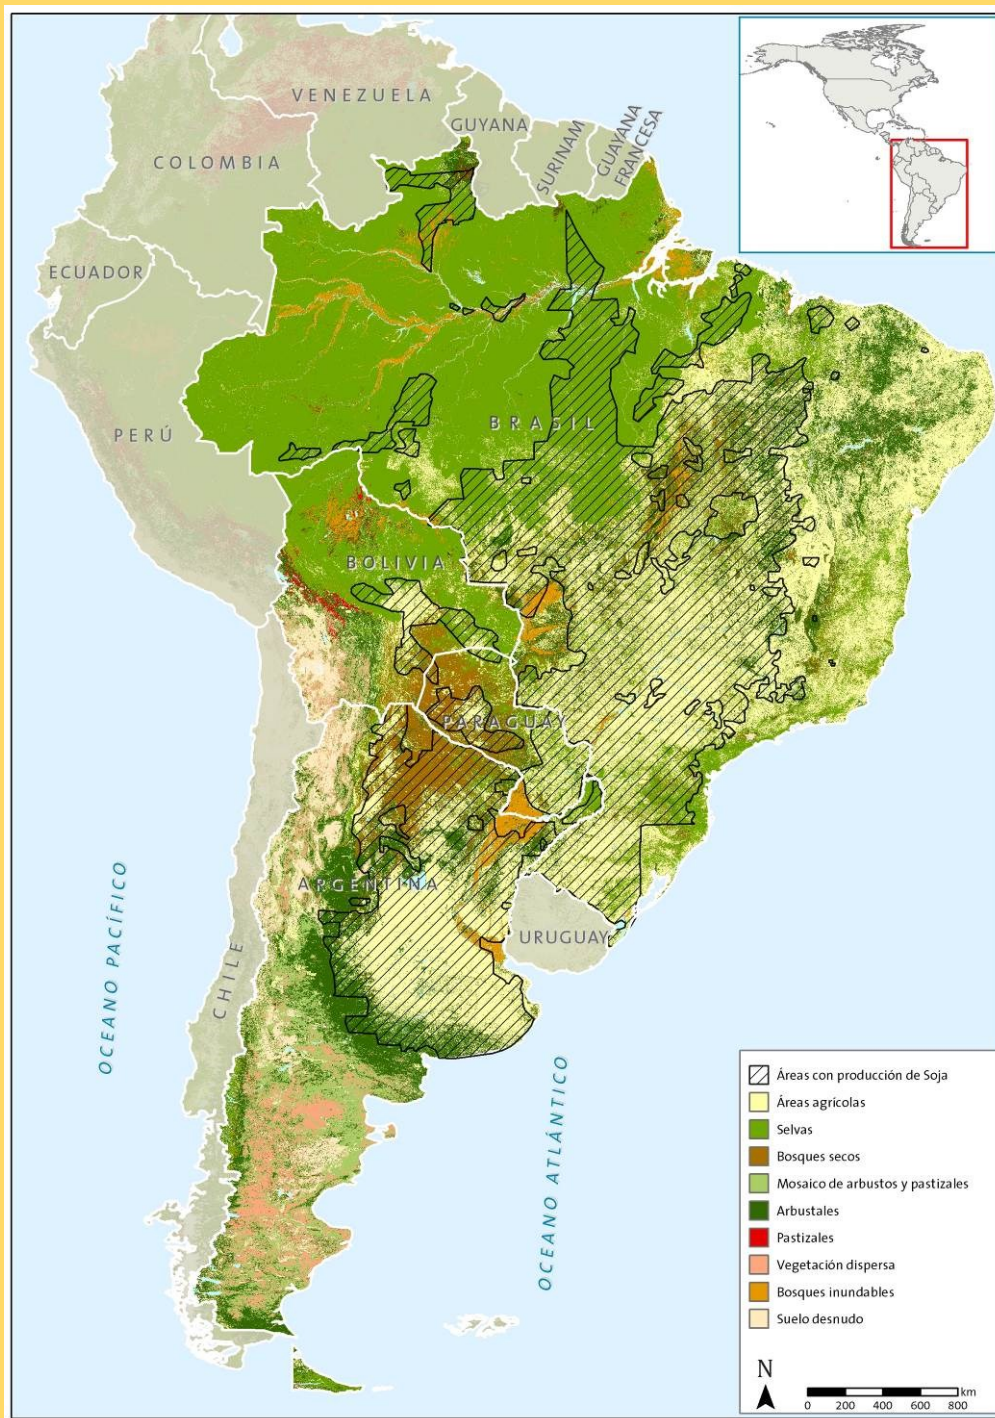 VENEZUELA
GUYANA
SURINAM
GUAYANA
FRANCESA
COLOMBIA
ECUADOR
PERÚ
BRASIL
BOLIVIA
PARAGUAY
ARGENTINA
URUGUAY
CHILE
OCEANO PACÍFICO
OCEANO ATLÁNTICO
Áreas con producción de Soja
Áreas agrícolas
Selvas
Bosques secos
Mosaico de arbustos y pastizales
Arbustales
Pastizales
Vegetación dispersa
Bosques inundables
Suelo desnudo
N
km
0 200 400 600 800